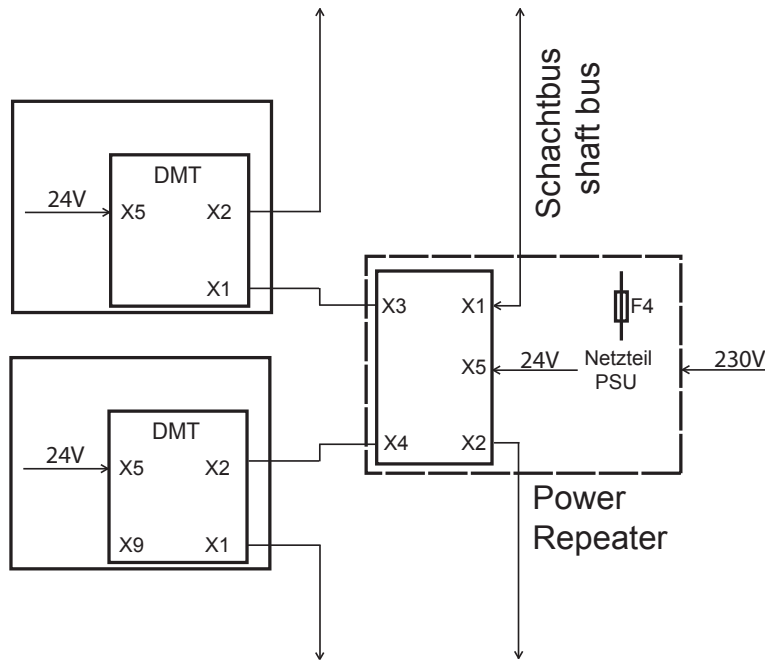 Schachtbus
shaft bus
DMT
24V
X5
X2
X1
X3
X1
F4
X5
24V
Netzteil
PSU
230V
X4
X2
DMT
24V
X5
X2
X9
X1
Power
Repeater